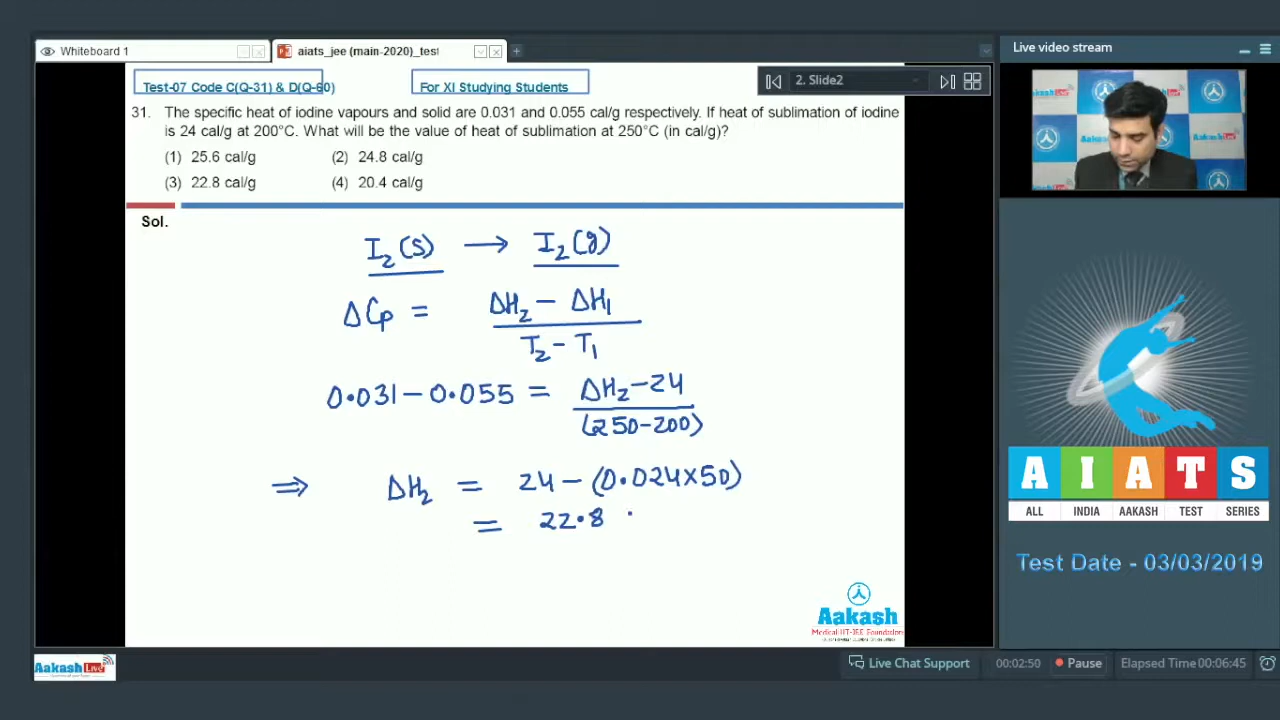 Whiteboard 1
aiats_jee (main-2020)_test
Live video stream
Test-07 Code C(Q-31) & D(Q-60)
For XI Studying Students
2. Slide2
31. The specific heat of iodine vapours and solid are 0.031 and 0.055 cal/g respectively. If heat of sublimation of iodine
is 24 cal/g at 200°C. What will be the value of heat of sublimation at 250°C (in cal/g)?
(1) 25.6 cal/g (2) 24.8 cal/g
(3) 22.8 cal/g (4) 20.4 cal/g
Sol.
I₂(s) → I₂(g)
ΔCp = ΔH₂ − ΔH₁
T₂ − T₁
0.031 − 0.055 = ΔH₂ − 24
(250-200)
⇒ ΔH₂ = 24 − (0.024×50)
= 22.8
A I A T S
ALL INDIA AAKASH TEST SERIES
Test Date - 03/03/2019
Aakash
Medical|IIT-JEE|Foundations
Aakash Live
Live Chat Support
00:02:50
Pause
Elapsed Time 00:06:45